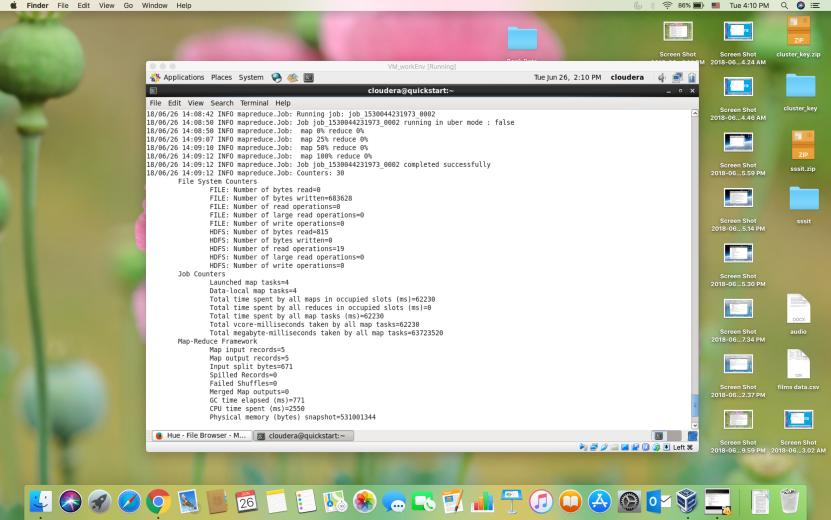 Finder File Edit View Go Window Help
86% Tue 4:10 PM
VM_workEnv [Running]
Applications Places System Tue Jun 26, 2:10 PM cloudera
cloudera@quickstart:~
File Edit View Search Terminal Help
18/06/26 14:08:42 INFO mapreduce.Job: Running job: job_1530044231973_0002
18/06/26 14:08:50 INFO mapreduce.Job: Job job_1530044231973_0002 running in uber mode : false
18/06/26 14:08:50 INFO mapreduce.Job: map 0% reduce 0%
18/06/26 14:09:07 INFO mapreduce.Job: map 25% reduce 0%
18/06/26 14:09:10 INFO mapreduce.Job: map 50% reduce 0%
18/06/26 14:09:12 INFO mapreduce.Job: map 100% reduce 0%
18/06/26 14:09:12 INFO mapreduce.Job: Job job_1530044231973_0002 completed successfully
18/06/26 14:09:12 INFO mapreduce.Job: Counters: 30
File System Counters
FILE: Number of bytes read=0
FILE: Number of bytes written=683628
FILE: Number of read operations=0
FILE: Number of large read operations=0
FILE: Number of write operations=0
HDFS: Number of bytes read=815
HDFS: Number of bytes written=0
HDFS: Number of read operations=19
HDFS: Number of large read operations=0
HDFS: Number of write operations=0
Job Counters
Launched map tasks=4
Data-local map tasks=4
Total time spent by all maps in occupied slots (ms)=62230
Total time spent by all reduces in occupied slots (ms)=0
Total time spent by all map tasks (ms)=62230
Total vcore-milliseconds taken by all map tasks=62230
Total megabyte-milliseconds taken by all map tasks=63723520
Map-Reduce Framework
Map input records=5
Map output records=5
Input split bytes=671
Spilled Records=0
Failed Shuffles=0
Merged Map outputs=0
GC time elapsed (ms)=771
CPU time spent (ms)=2550
Physical memory (bytes) snapshot=531001344
Hue - File Browser - M...
cloudera@quickstart:~
Left ⌘
Screen Shot
Screen Shot
2018-06...4.24 AM
ZIP
cluster_key.zip
Screen Shot
2018-06...4.46 AM
cluster_key
Screen Shot
2018-06...5.59 PM
ZIP
sssit.zip
Screen Shot
2018-06...5.14 PM
sssit
Screen Shot
2018-06...5.30 PM
Screen Shot
2018-06...7.34 PM
DOCX
audio
Screen Shot
2018-06...2.37 PM
films data.csv
Screen Shot
2018-06...9.59 PM
Screen Shot
2018-06...3.02 AM
26